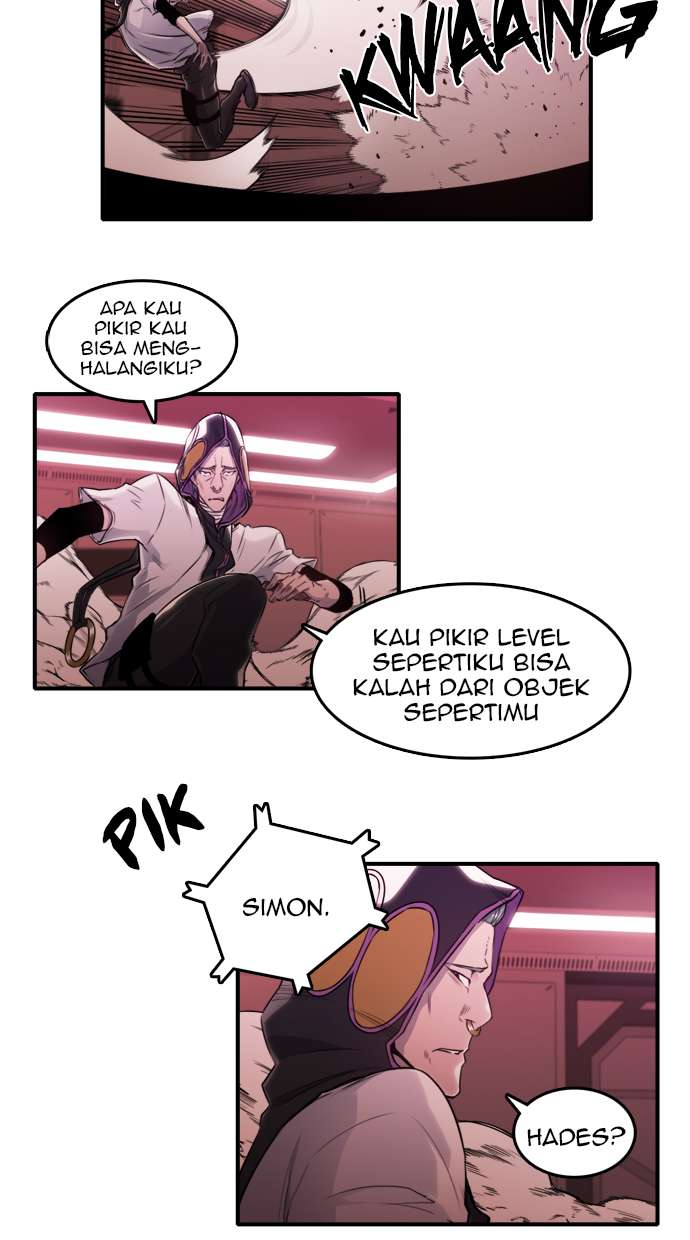 KWAANG
APA KAU
PIKIR KAU
BISA MENG-
HALANGIKU?
KAU PIKIR LEVEL
SEPERTIKU BISA
KALAH DARI OBJEK
SEPERTIMU
PIK
SIMON.
HADES?